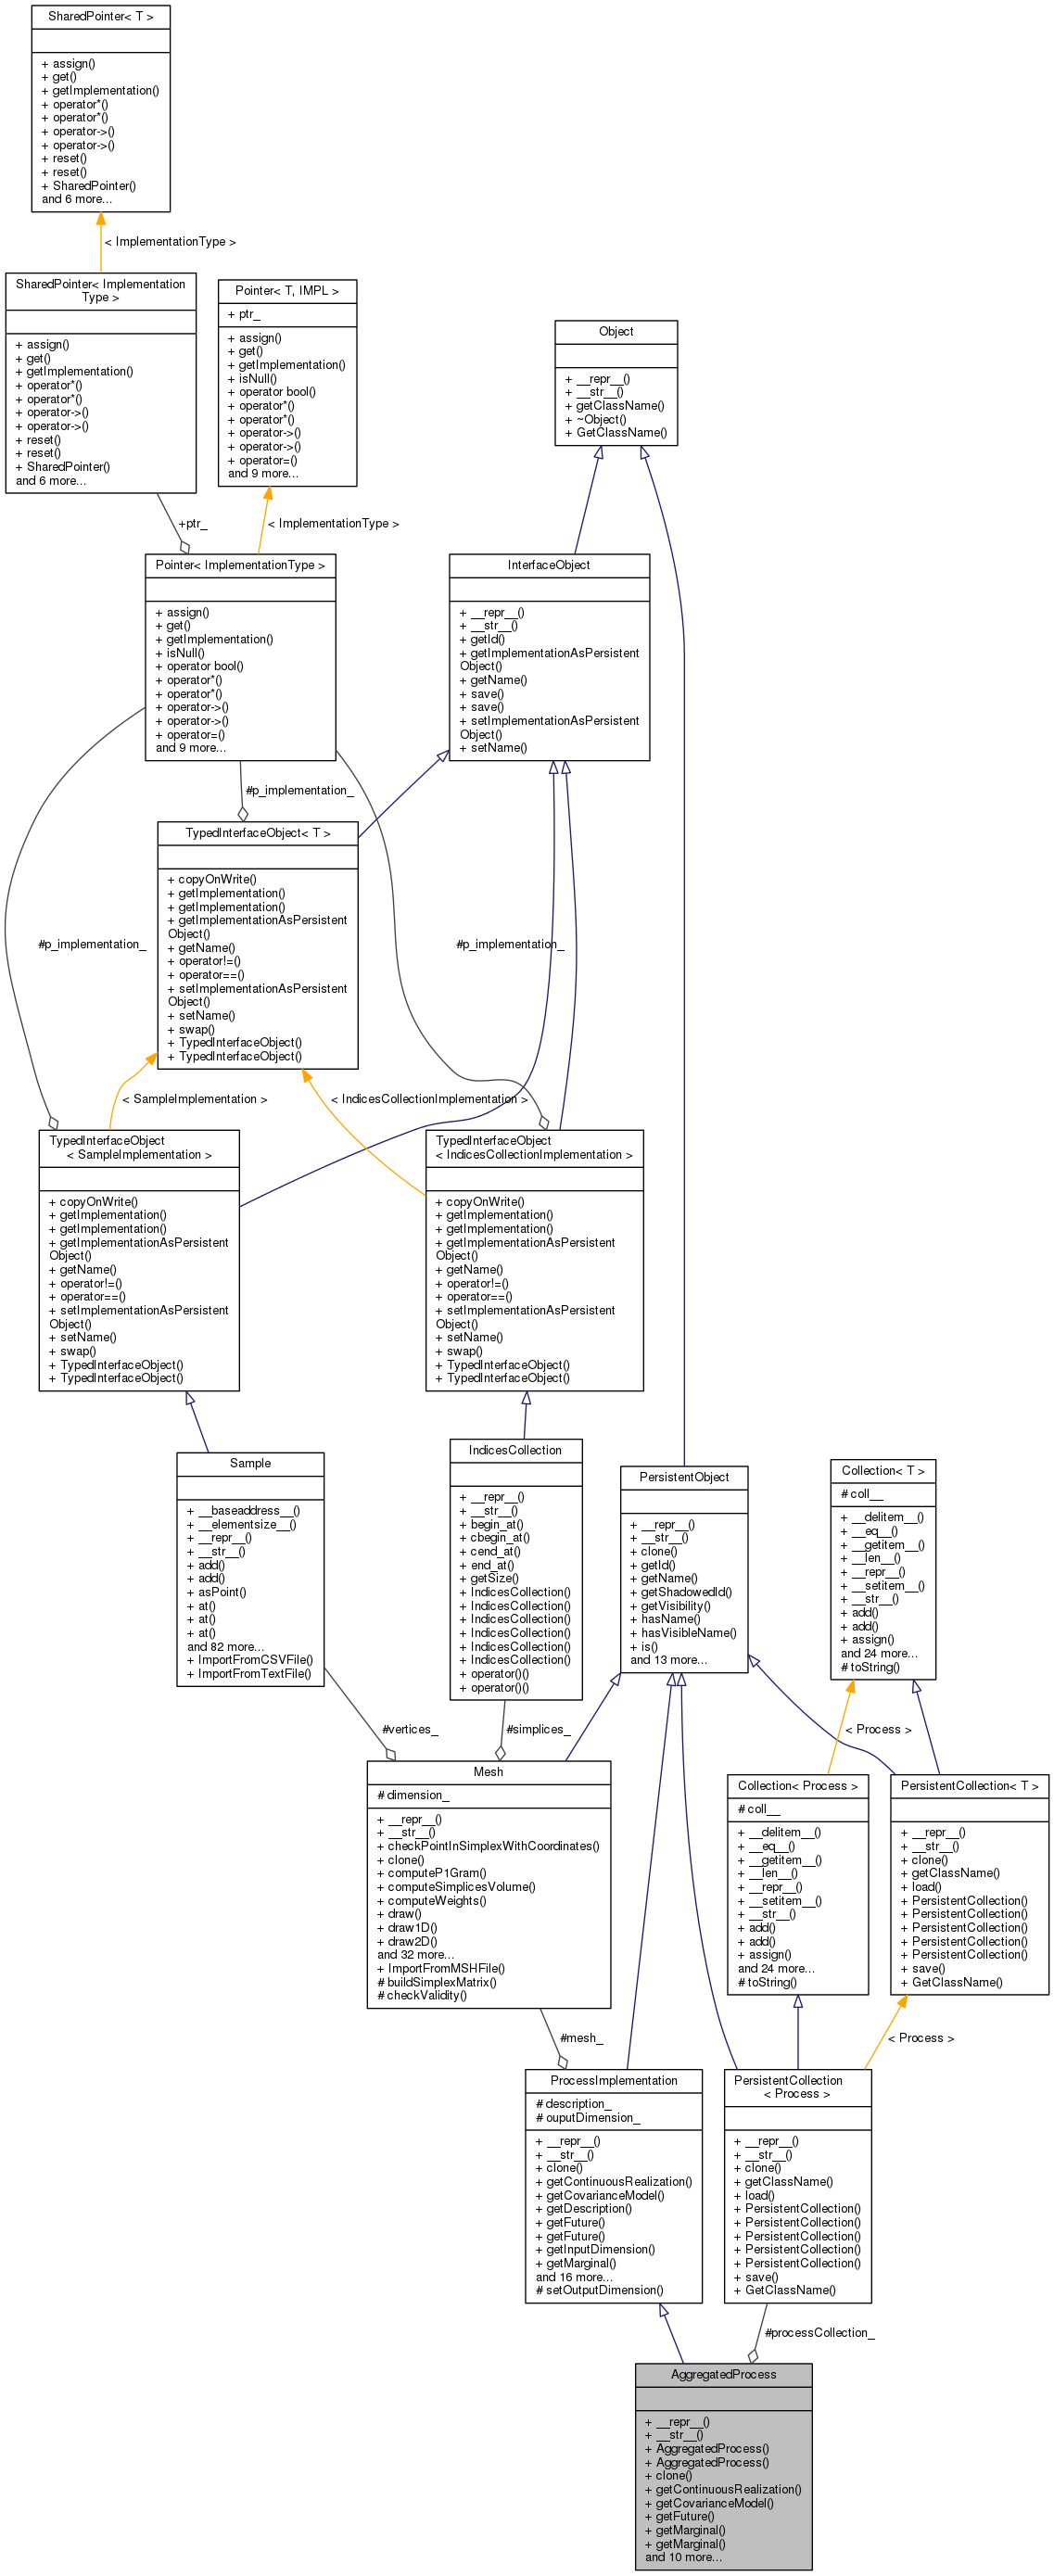 SharedPointer< T >
+ assign()
+ get()
+ getImplementation()
+ operator*()
+ operator*()
+ operator->()
+ operator->()
+ reset()
+ reset()
+ SharedPointer()
and 6 more...
< ImplementationType >
SharedPointer< Implementation
Type >
+ assign()
+ get()
+ getImplementation()
+ operator*()
+ operator*()
+ operator->()
+ operator->()
+ reset()
+ reset()
+ SharedPointer()
and 6 more...
Pointer< T, IMPL >
+ ptr_
+ assign()
+ get()
+ getImplementation()
+ isNull()
+ operator bool()
+ operator*()
+ operator*()
+ operator->()
+ operator->()
+ operator=()
and 9 more...
Object
+ __repr__()
+ __str__()
+ getClassName()
+ ~Object()
+ GetClassName()
+ptr_
< ImplementationType >
Pointer< ImplementationType >
+ assign()
+ get()
+ getImplementation()
+ isNull()
+ operator bool()
+ operator*()
+ operator*()
+ operator->()
+ operator->()
+ operator=()
and 9 more...
InterfaceObject
+ __repr__()
+ __str__()
+ getId()
+ getImplementationAsPersistent
Object()
+ getName()
+ save()
+ save()
+ setImplementationAsPersistent
Object()
+ setName()
#p_implementation_
TypedInterfaceObject< T >
+ copyOnWrite()
+ getImplementation()
+ getImplementation()
+ getImplementationAsPersistent
Object()
+ getName()
+ operator!=()
+ operator==()
+ setImplementationAsPersistent
Object()
+ setName()
+ swap()
+ TypedInterfaceObject()
+ TypedInterfaceObject()
#p_implementation_
#p_implementation_
< SampleImplementation >
< IndicesCollectionImplementation >
TypedInterfaceObject
< SampleImplementation >
+ copyOnWrite()
+ getImplementation()
+ getImplementation()
+ getImplementationAsPersistent
Object()
+ getName()
+ operator!=()
+ operator==()
+ setImplementationAsPersistent
Object()
+ setName()
+ swap()
+ TypedInterfaceObject()
+ TypedInterfaceObject()
TypedInterfaceObject
< IndicesCollectionImplementation >
+ copyOnWrite()
+ getImplementation()
+ getImplementation()
+ getImplementationAsPersistent
Object()
+ getName()
+ operator!=()
+ operator==()
+ setImplementationAsPersistent
Object()
+ setName()
+ swap()
+ TypedInterfaceObject()
+ TypedInterfaceObject()
Sample
+ __baseaddress__()
+ __elementsize__()
+ __repr__()
+ __str__()
+ add()
+ add()
+ asPoint()
+ at()
+ at()
+ at()
and 82 more...
+ ImportFromCSVFile()
+ ImportFromTextFile()
IndicesCollection
+ __repr__()
+ __str__()
+ begin_at()
+ cbegin_at()
+ cend_at()
+ end_at()
+ getSize()
+ IndicesCollection()
+ IndicesCollection()
+ IndicesCollection()
+ IndicesCollection()
+ IndicesCollection()
+ IndicesCollection()
+ operator()()
+ operator()()
PersistentObject
+ __repr__()
+ __str__()
+ clone()
+ getId()
+ getName()
+ getShadowedId()
+ getVisibility()
+ hasName()
+ hasVisibleName()
+ is()
and 13 more...
Collection< T >
# coll__
+ __delitem__()
+ __eq__()
+ __getitem__()
+ __len__()
+ __repr__()
+ __setitem__()
+ __str__()
+ add()
+ add()
+ assign()
and 24 more...
# toString()
#vertices_
#simplices_
< Process >
Mesh
# dimension_
+ __repr__()
+ __str__()
+ checkPointInSimplexWithCoordinates()
+ clone()
+ computeP1Gram()
+ computeSimplicesVolume()
+ computeWeights()
+ draw()
+ draw1D()
+ draw2D()
and 32 more...
+ ImportFromMSHFile()
# buildSimplexMatrix()
# checkValidity()
Collection< Process >
# coll__
+ __delitem__()
+ __eq__()
+ __getitem__()
+ __len__()
+ __repr__()
+ __setitem__()
+ __str__()
+ add()
+ add()
+ assign()
and 24 more...
# toString()
PersistentCollection< T >
+ __repr__()
+ __str__()
+ clone()
+ getClassName()
+ load()
+ PersistentCollection()
+ PersistentCollection()
+ PersistentCollection()
+ PersistentCollection()
+ PersistentCollection()
+ save()
+ GetClassName()
#mesh_
< Process >
ProcessImplementation
# description_
# ouputDimension_
+ __repr__()
+ __str__()
+ clone()
+ getContinuousRealization()
+ getCovarianceModel()
+ getDescription()
+ getFuture()
+ getFuture()
+ getInputDimension()
+ getMarginal()
and 16 more...
# setOutputDimension()
PersistentCollection
< Process >
+ __repr__()
+ __str__()
+ clone()
+ getClassName()
+ load()
+ PersistentCollection()
+ PersistentCollection()
+ PersistentCollection()
+ PersistentCollection()
+ PersistentCollection()
+ save()
+ GetClassName()
#processCollection_
AggregatedProcess
+ __repr__()
+ __str__()
+ AggregatedProcess()
+ AggregatedProcess()
+ clone()
+ getContinuousRealization()
+ getCovarianceModel()
+ getFuture()
+ getMarginal()
+ getMarginal()
and 10 more...